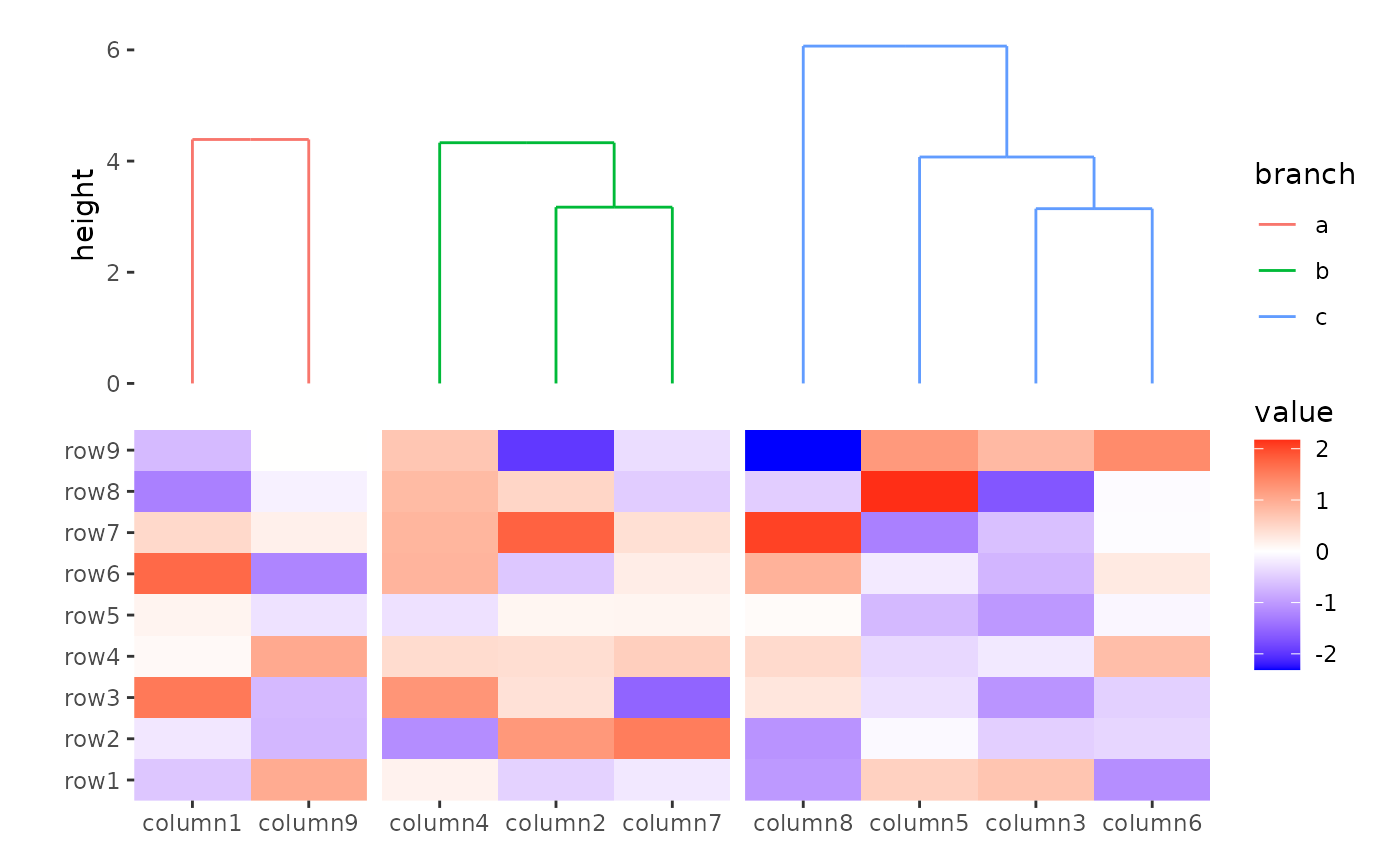 height
6
4
2
0
branch
a
b
c
value
2
1
0
-1
-2
row9
row8
row7
row6
row5
row4
row3
row2
row1
column1 column9 column4 column2 column7 column8 column5 column3 column6